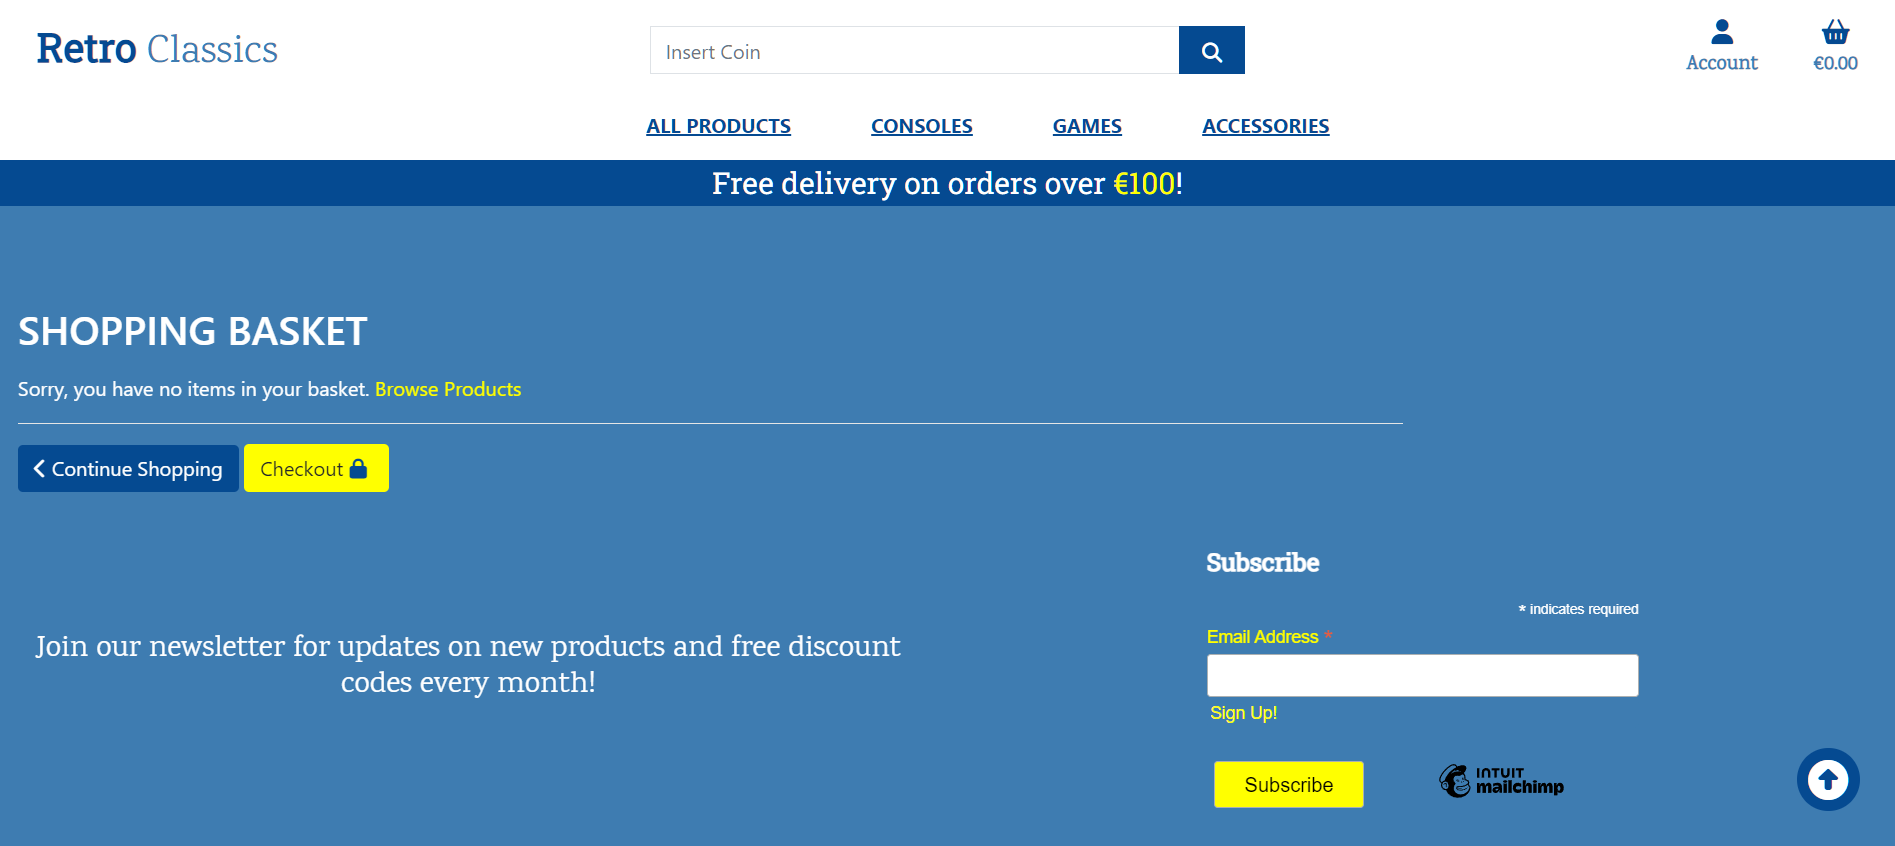 Retro Classics
Insert Coin
Account
€0.00
ALL PRODUCTS
CONSOLES
GAMES
ACCESSORIES
Free delivery on orders over €100!
SHOPPING BASKET
Sorry, you have no items in your basket. Browse Products
Continue Shopping
Checkout
Join our newsletter for updates on new products and free discount
codes every month!
Subscribe
* indicates required
Email Address *
Sign Up!
Subscribe
INTUIT
mailchimp